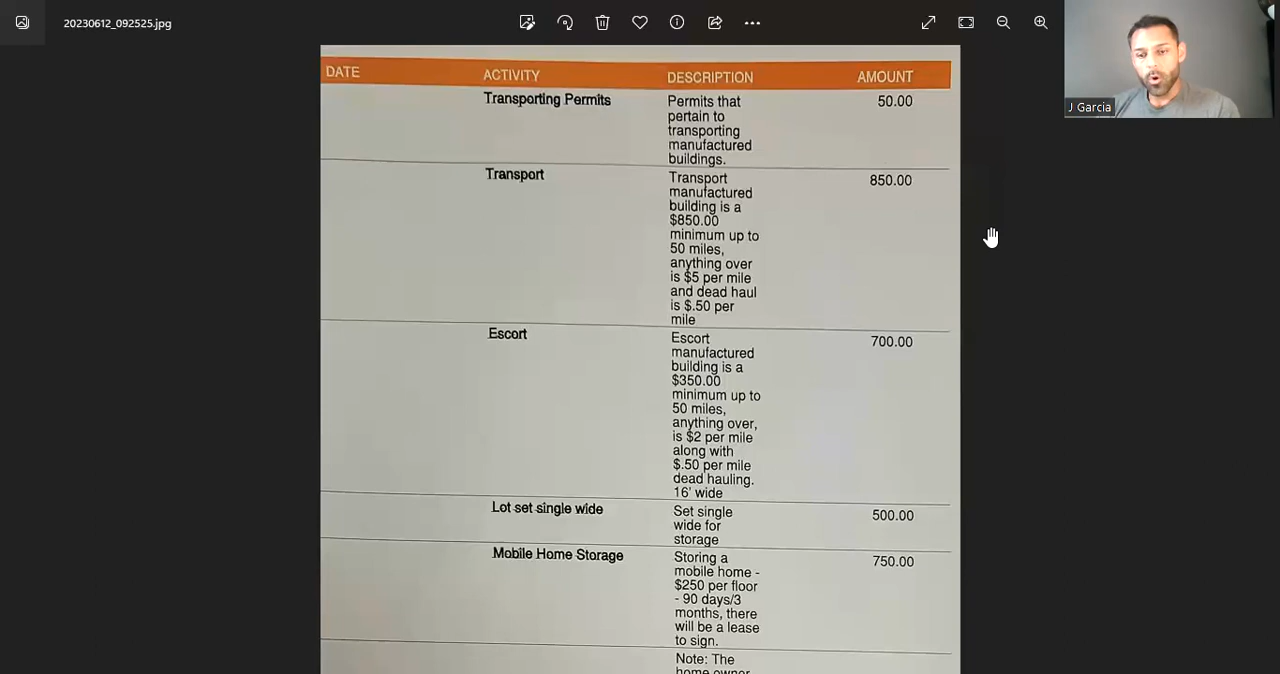 20230612_092525.jpg
J Garcia
DATE ACTIVITY DESCRIPTION AMOUNT
Transporting Permits Permits that 50.00
pertain to
transporting
manufactured
buildings.
Transport Transport 850.00
manufactured
building is a
$850.00
minimum up to
50 miles,
anything over
is $5 per mile
and dead haul
is $.50 per
mile
Escort Escort 700.00
manufactured
building is a
$350.00
minimum up to
50 miles,
anything over,
is $2 per mile
along with
$.50 per mile
dead hauling.
16' wide
Lot set single wide Set single 500.00
wide for
storage
Mobile Home Storage Storing a 750.00
mobile home -
$250 per floor
- 90 days/3
months, there
will be a lease
to sign.
Note: The
home owner